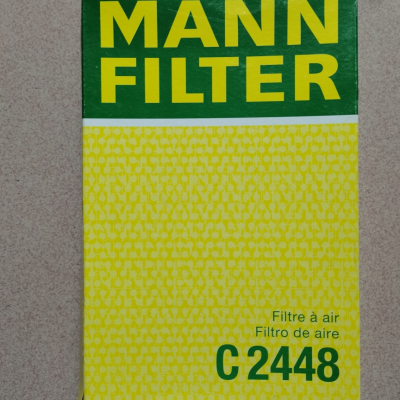 MANN
FILTER
Filtre à air
Filtro de aire
C 2448